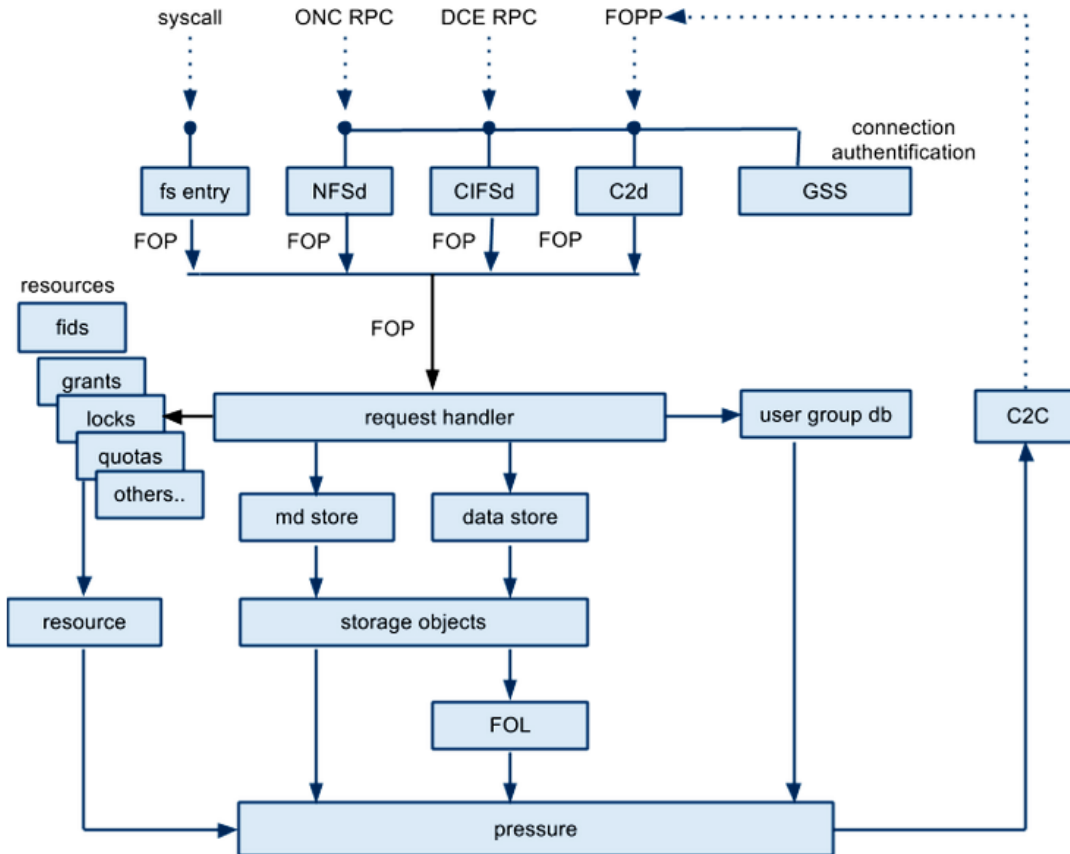 syscall
ONC RPC
DCE RPC
FOPP
connection
authentification
fs entry
NFSd
CIFSd
C2d
GSS
FOP
FOP
FOP
FOP
resources
fids
FOP
grants
locks
request handler
user group db
C2C
quotas
others..
md store
data store
resource
storage objects
FOL
pressure